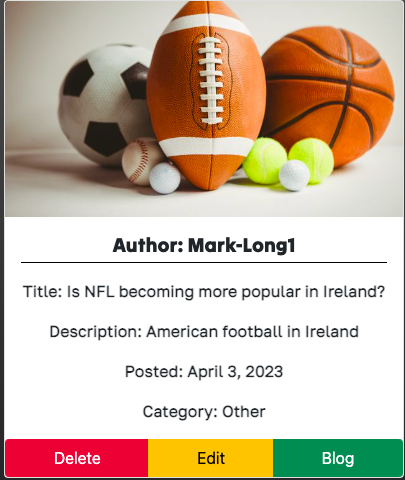 Author: Mark-Long1
Title: Is NFL becoming more popular in Ireland?
Description: American football in Ireland
Posted: April 3, 2023
Category: Other
Delete Edit Blog